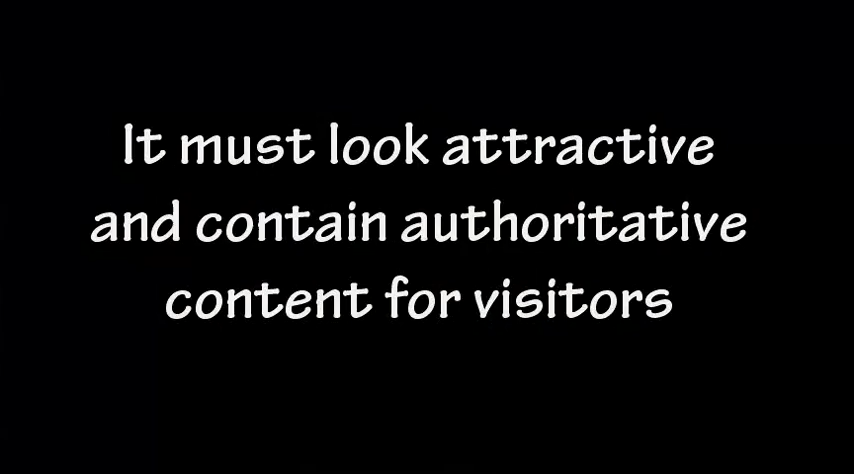 It must look attractive
and contain authoritative
content for visitors